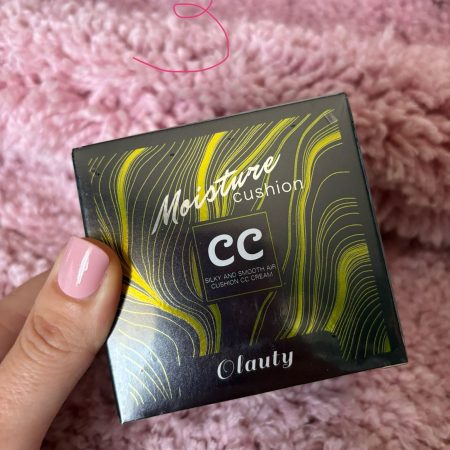 Moisture
cushion
CC
SILKY AND SMOOTH AIR
CUSHION CC CREAM
Olauty